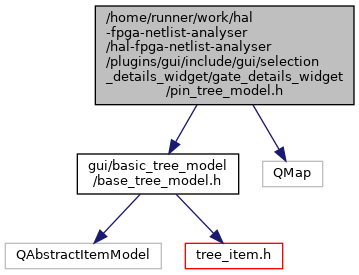 /home/runner/work/hal
-fpga-netlist-analyser
/hal-fpga-netlist-analyser
/plugins/gui/include/gui/selection
_details_widget/gate_details_widget
/pin_tree_model.h
gui/basic_tree_model
/base_tree_model.h
QMap
QAbstractItemModel
tree_item.h